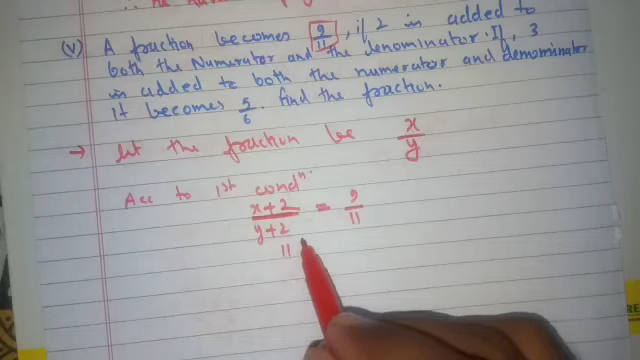 (v) A fraction becomes 9/11, if 2 is added to
both the Numerator and the denominator. If, 3
is added to both the numerator and denominator
it becomes 5/6. find the fraction.
→ let the fraction be x/y
Acc to 1st condⁿ.
x+2/y+2 = 9/11
11